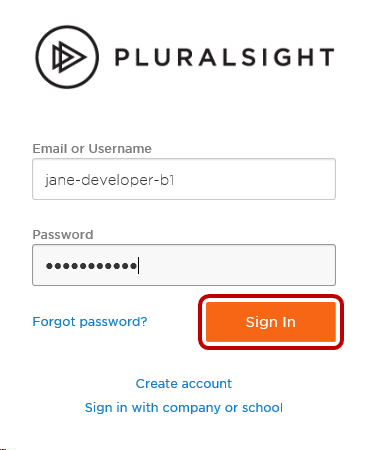 PLURALSIGHT
Email or Username
jane-developer-b1
Password
•••••••••••
Forgot password?
Sign In
Create account
Sign in with company or school